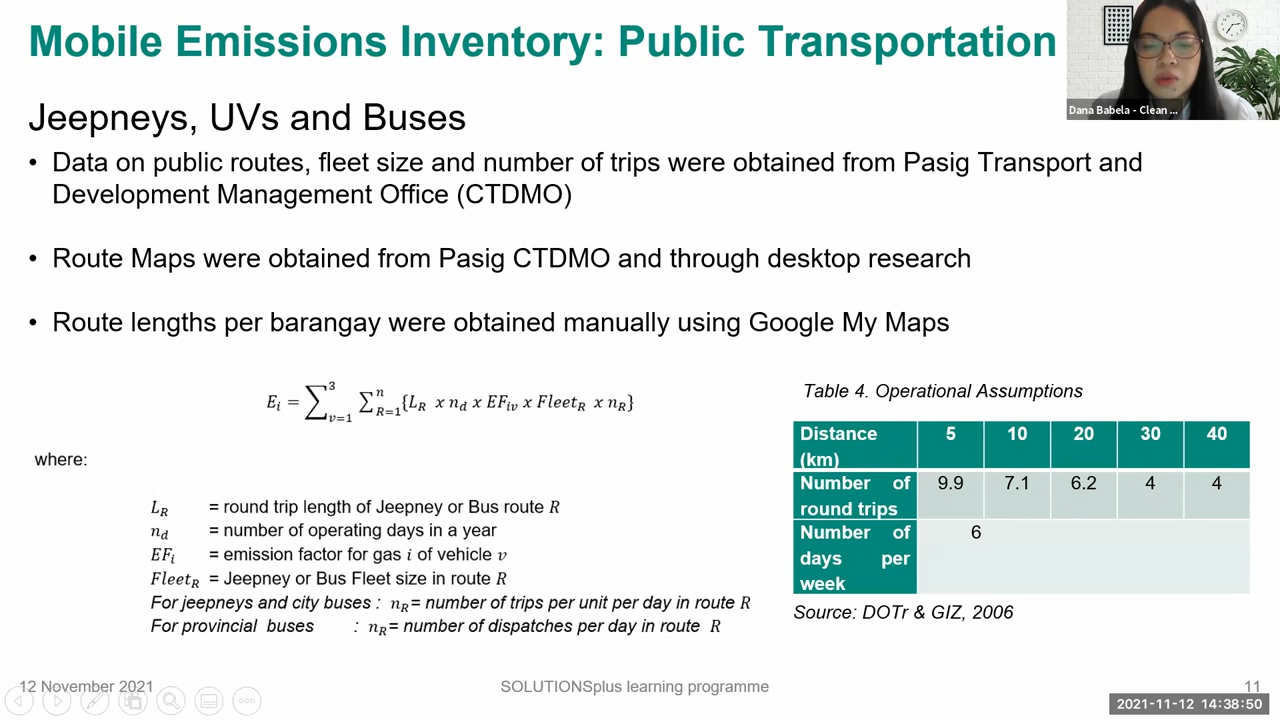 Mobile Emissions Inventory: Public Transportation
Dana Babela - Clean ...
Jeepneys, UVs and Buses
• Data on public routes, fleet size and number of trips were obtained from Pasig Transport and
Development Management Office (CTDMO)
• Route Maps were obtained from Pasig CTDMO and through desktop research
• Route lengths per barangay were obtained manually using Google My Maps
E_i = ∑_{v=1}^{3} ∑_{R=1}^{n} {L_R x n_d x EF_{iv} x Fleet_R x n_R}
where:
L_R = round trip length of Jeepney or Bus route R
n_d = number of operating days in a year
EF_i = emission factor for gas i of vehicle v
Fleet_R = Jeepney or Bus Fleet size in route R
For jeepneys and city buses : n_R = number of trips per unit per day in route R
For provincial buses : n_R = number of dispatches per day in route R
Table 4. Operational Assumptions
Distance (km) 5 10 20 30 40
Number of round trips 9.9 7.1 6.2 4 4
Number of days per week 6
Source: DOTr & GIZ, 2006
12 November 2021
SOLUTIONSplus learning programme
11
2021-11-12 14:38:50